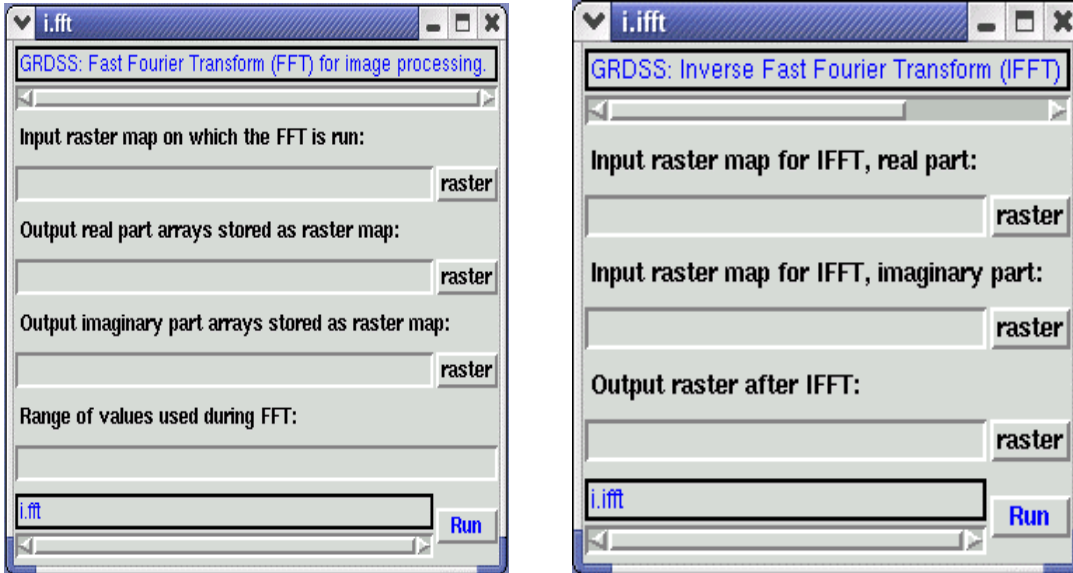 i.fft
GRDSS: Fast Fourier Transform (FFT) for image processing.
Input raster map on which the FFT is run:
raster
Output real part arrays stored as raster map:
raster
Output imaginary part arrays stored as raster map:
raster
Range of values used during FFT:
i.fft
Run
i.ifft
GRDSS: Inverse Fast Fourier Transform (IFFT)
Input raster map for IFFT, real part:
raster
Input raster map for IFFT, imaginary part:
raster
Output raster after IFFT:
raster
i.ifft
Run